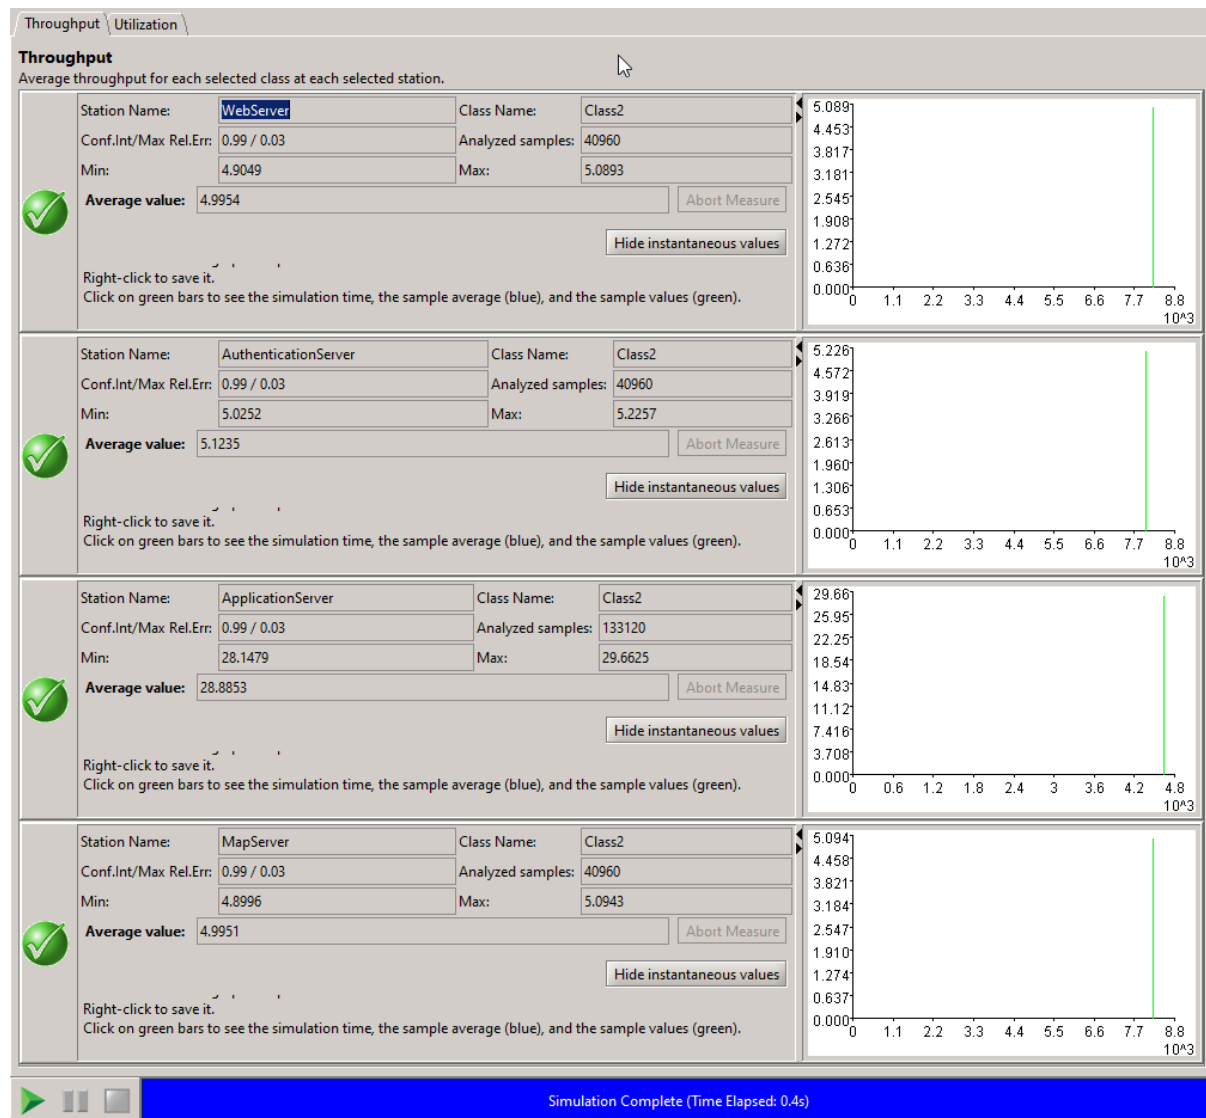 Throughput Utilization
Throughput
Average throughput for each selected class at each selected station.
Station Name: WebServer Class Name: Class2
Conf.Int/Max Rel.Err: 0.99 / 0.03 Analyzed samples: 40960
Min: 4.9049 Max: 5.0893
Average value: 4.9954 Abort Measure
Hide instantaneous values
Right-click to save it.
Click on green bars to see the simulation time, the sample average (blue), and the sample values (green).
5.089
4.453
3.817
3.181
2.545
1.908
1.272
0.636
0.000
0 1.1 2.2 3.3 4.4 5.5 6.6 7.7 8.8
10^3
Station Name: AuthenticationServer Class Name: Class2
Conf.Int/Max Rel.Err: 0.99 / 0.03 Analyzed samples: 40960
Min: 5.0252 Max: 5.2257
Average value: 5.1235 Abort Measure
Hide instantaneous values
Right-click to save it.
Click on green bars to see the simulation time, the sample average (blue), and the sample values (green).
5.226
4.572
3.919
3.266
2.613
1.960
1.306
0.653
0.000
0 1.1 2.2 3.3 4.4 5.5 6.6 7.7 8.8
10^3
Station Name: ApplicationServer Class Name: Class2
Conf.Int/Max Rel.Err: 0.99 / 0.03 Analyzed samples: 133120
Min: 28.1479 Max: 29.6625
Average value: 28.8853 Abort Measure
Hide instantaneous values
Right-click to save it.
Click on green bars to see the simulation time, the sample average (blue), and the sample values (green).
29.66
25.95
22.25
18.54
14.83
11.12
7.416
3.708
0.000
0 0.6 1.2 1.8 2.4 3 3.6 4.2 4.8
10^3
Station Name: MapServer Class Name: Class2
Conf.Int/Max Rel.Err: 0.99 / 0.03 Analyzed samples: 40960
Min: 4.8996 Max: 5.0943
Average value: 4.9951 Abort Measure
Hide instantaneous values
Right-click to save it.
Click on green bars to see the simulation time, the sample average (blue), and the sample values (green).
5.094
4.458
3.821
3.184
2.547
1.910
1.274
0.637
0.000
0 1.1 2.2 3.3 4.4 5.5 6.6 7.7 8.8
10^3
Simulation Complete (Time Elapsed: 0.4s)